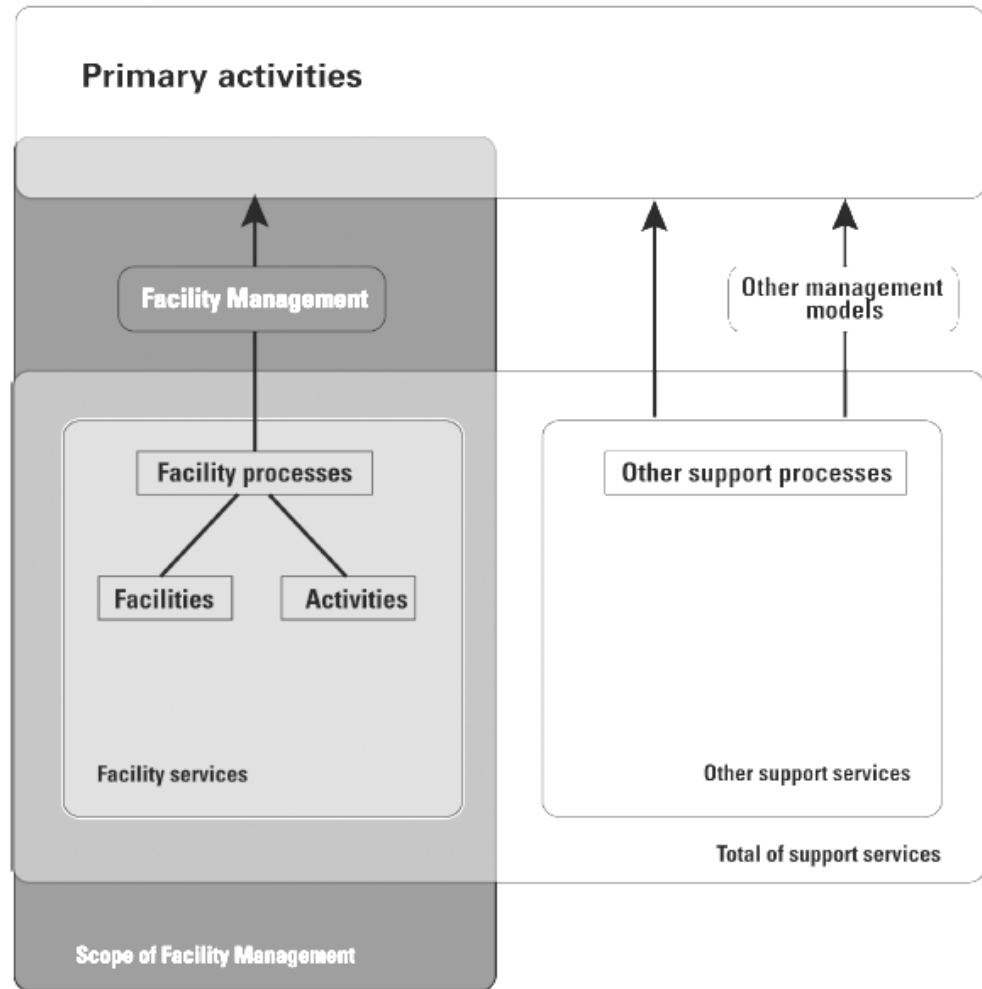 Primary activities
Facility Management
Other management
models
Facility processes
Other support processes
Facilities
Activities
Facility services
Other support services
Total of support services
Scope of Facility Management